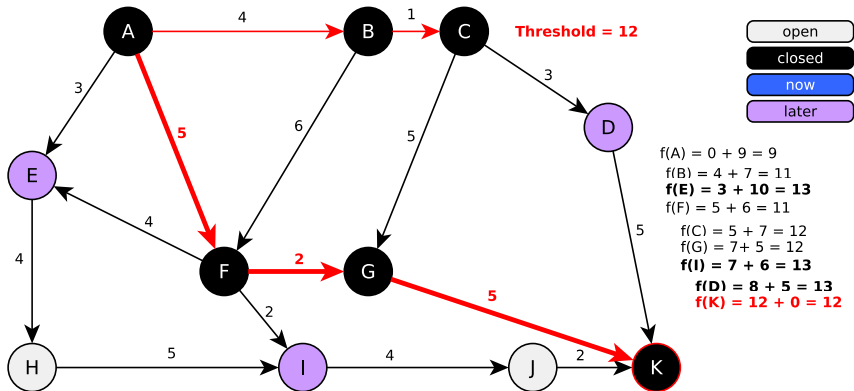 A
4
B
1
C
Threshold = 12
open
closed
now
later
3
5
6
5
3
D
E
f(A) = 0 + 9 = 9
f(B) = 4 + 7 = 11
f(E) = 3 + 10 = 13
f(F) = 5 + 6 = 11
f(C) = 5 + 7 = 12
f(G) = 7+ 5 = 12
f(I) = 7 + 6 = 13
f(D) = 8 + 5 = 13
f(K) = 12 + 0 = 12
4
4
5
F
2
G
2
5
H
5
I
4
J
2
K